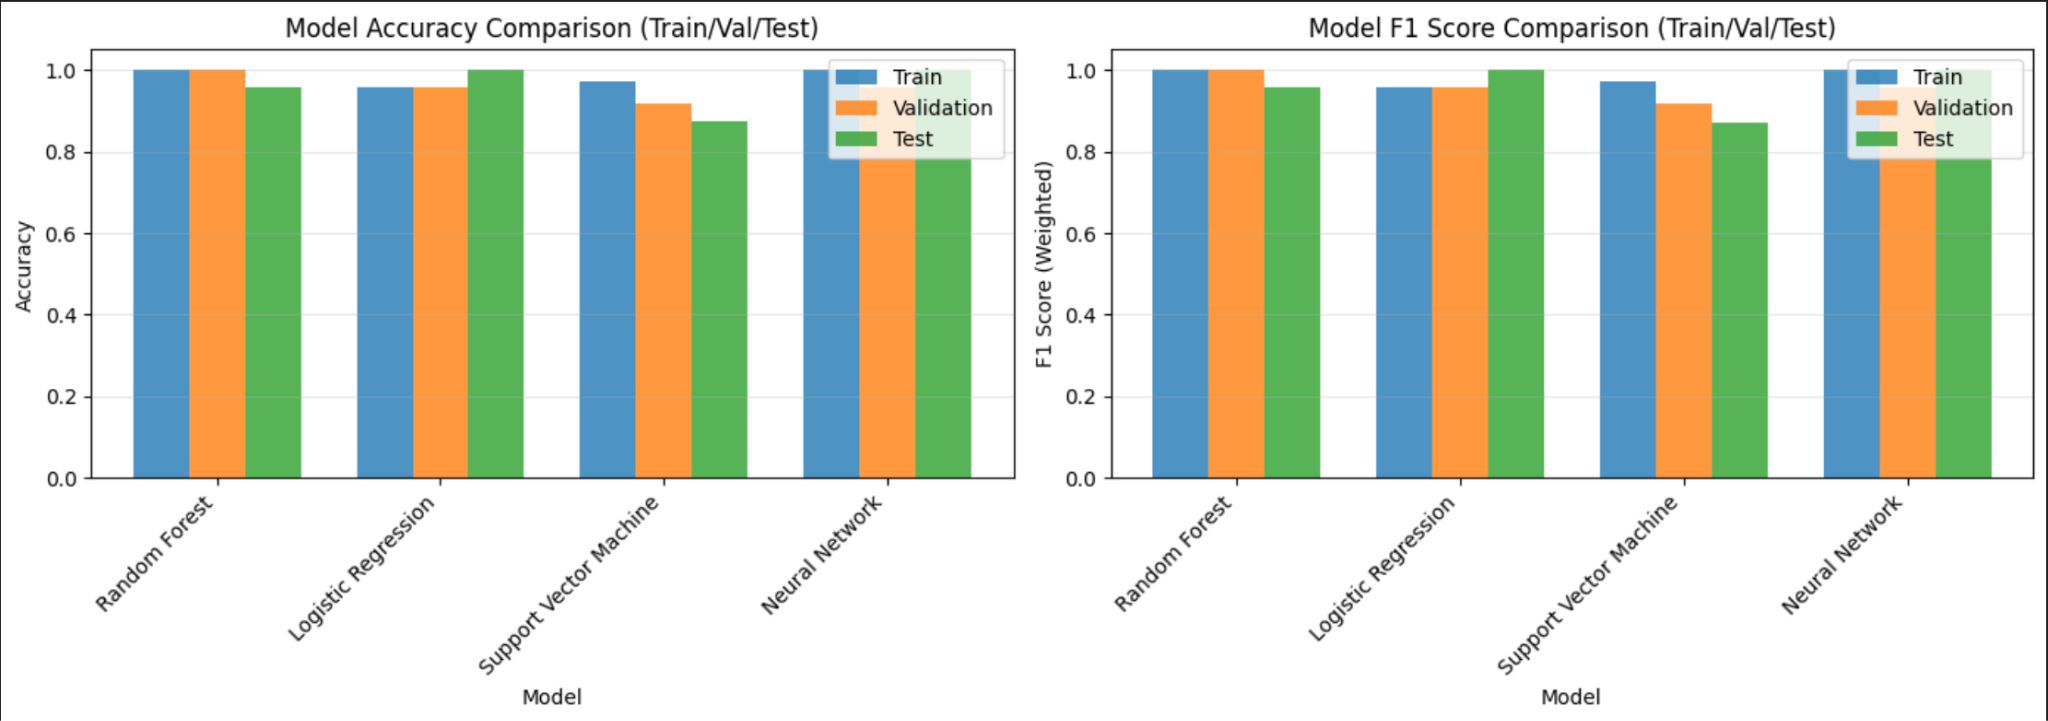 Model Accuracy Comparison (Train/Val/Test)
Accuracy
1.0
0.8
0.6
0.4
0.2
0.0
Train
Validation
Test
Random Forest
Logistic Regression
Support Vector Machine
Neural Network
Model
Model F1 Score Comparison (Train/Val/Test)
F1 Score (Weighted)
1.0
0.8
0.6
0.4
0.2
0.0
Train
Validation
Test
Random Forest
Logistic Regression
Support Vector Machine
Neural Network
Model